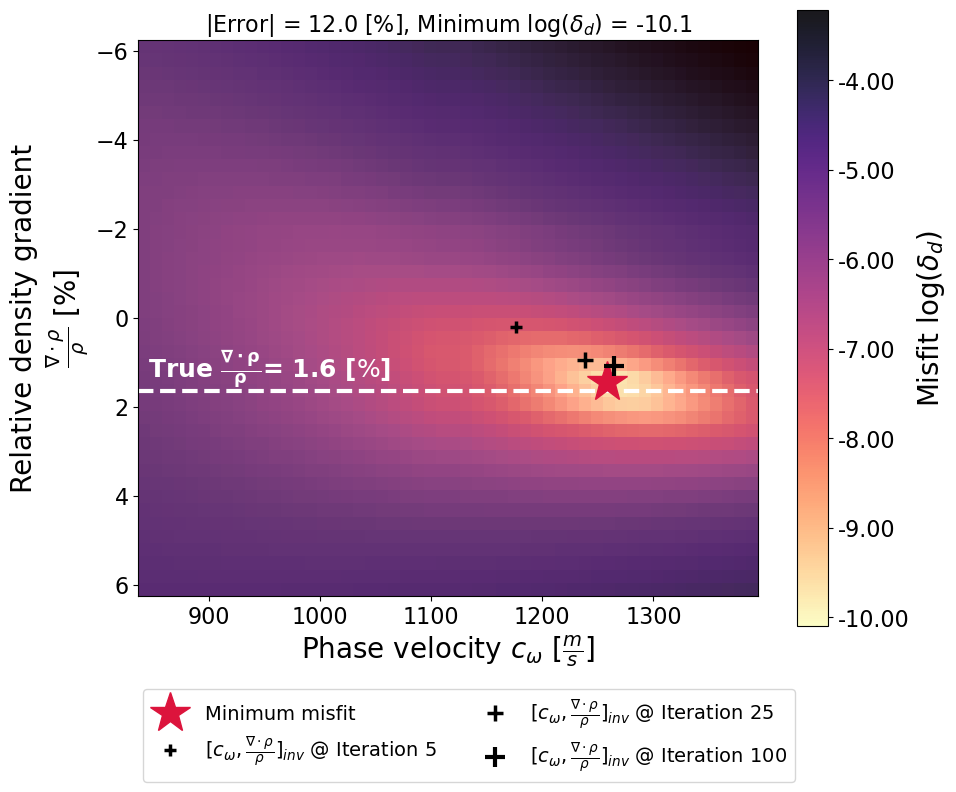 |Error| = 12.0 [%], Minimum log(δ_d) = -10.1
Relative density gradient
∇·ρ/ρ [%]
−6
−4
−2
0
2
4
6
True ∇·ρ/ρ = 1.6 [%]
900
1000
1100
1200
1300
Phase velocity c_ω [m/s]
-4.00
-5.00
-6.00
-7.00
-8.00
-9.00
-10.00
Misfit log(δ_d)
Minimum misfit
[c_ω, ∇·ρ/ρ]_inv @ Iteration 5
[c_ω, ∇·ρ/ρ]_inv @ Iteration 25
[c_ω, ∇·ρ/ρ]_inv @ Iteration 100